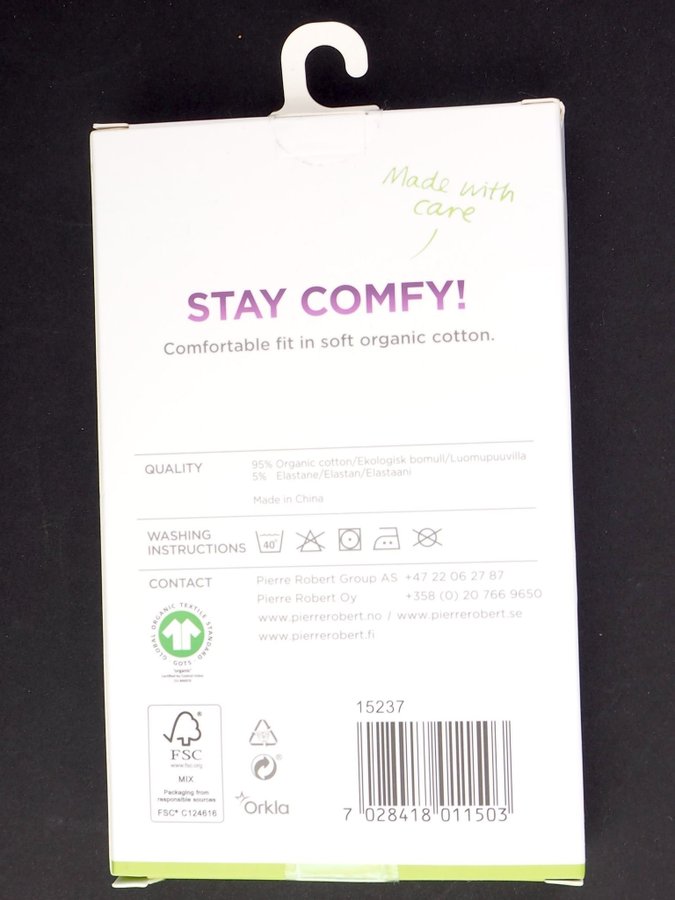 Made with
care
STAY COMFY!
Comfortable fit in soft organic cotton.
QUALITY
95% Organic cotton/Ekologisk bomull/Luomupuuvilla
5% Elastane/Elastan/Elastaani
Made in China
WASHING
INSTRUCTIONS
40°
CONTACT
Pierre Robert Group AS +47 22 06 27 87
Pierre Robert Oy +358 (0) 20 766 9650
www.pierrerobert.no / www.pierrerobert.se
www.pierrerobert.fi
GLOBAL ORGANIC TEXTILE STANDARD
GOTS
"organic"
FSC
www.fsc.org
MIX
Packaging from
responsible sources
FSC® C124616
Orkla
15237
7 028418 011503